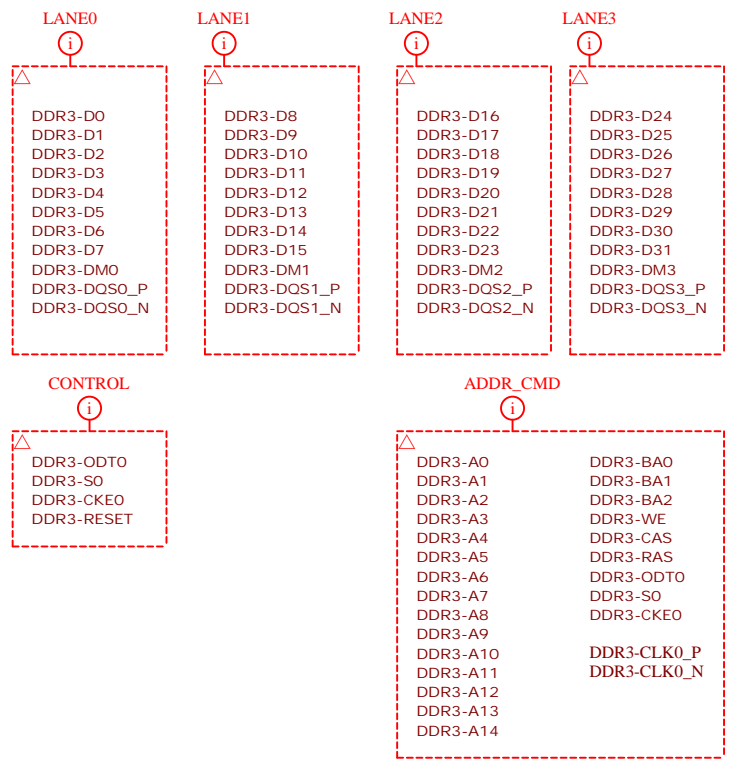 LANE0
i
DDR3-D0
DDR3-D1
DDR3-D2
DDR3-D3
DDR3-D4
DDR3-D5
DDR3-D6
DDR3-D7
DDR3-DM0
DDR3-DQS0_P
DDR3-DQS0_N
LANE1
i
DDR3-D8
DDR3-D9
DDR3-D10
DDR3-D11
DDR3-D12
DDR3-D13
DDR3-D14
DDR3-D15
DDR3-DM1
DDR3-DQS1_P
DDR3-DQS1_N
LANE2
i
DDR3-D16
DDR3-D17
DDR3-D18
DDR3-D19
DDR3-D20
DDR3-D21
DDR3-D22
DDR3-D23
DDR3-DM2
DDR3-DQS2_P
DDR3-DQS2_N
LANE3
i
DDR3-D24
DDR3-D25
DDR3-D26
DDR3-D27
DDR3-D28
DDR3-D29
DDR3-D30
DDR3-D31
DDR3-DM3
DDR3-DQS3_P
DDR3-DQS3_N
CONTROL
i
DDR3-ODT0
DDR3-S0
DDR3-CKE0
DDR3-RESET
ADDR_CMD
i
DDR3-A0
DDR3-A1
DDR3-A2
DDR3-A3
DDR3-A4
DDR3-A5
DDR3-A6
DDR3-A7
DDR3-A8
DDR3-A9
DDR3-A10
DDR3-A11
DDR3-A12
DDR3-A13
DDR3-A14
DDR3-BA0
DDR3-BA1
DDR3-BA2
DDR3-WE
DDR3-CAS
DDR3-RAS
DDR3-ODT0
DDR3-S0
DDR3-CKE0
DDR3-CLK0_P
DDR3-CLK0_N